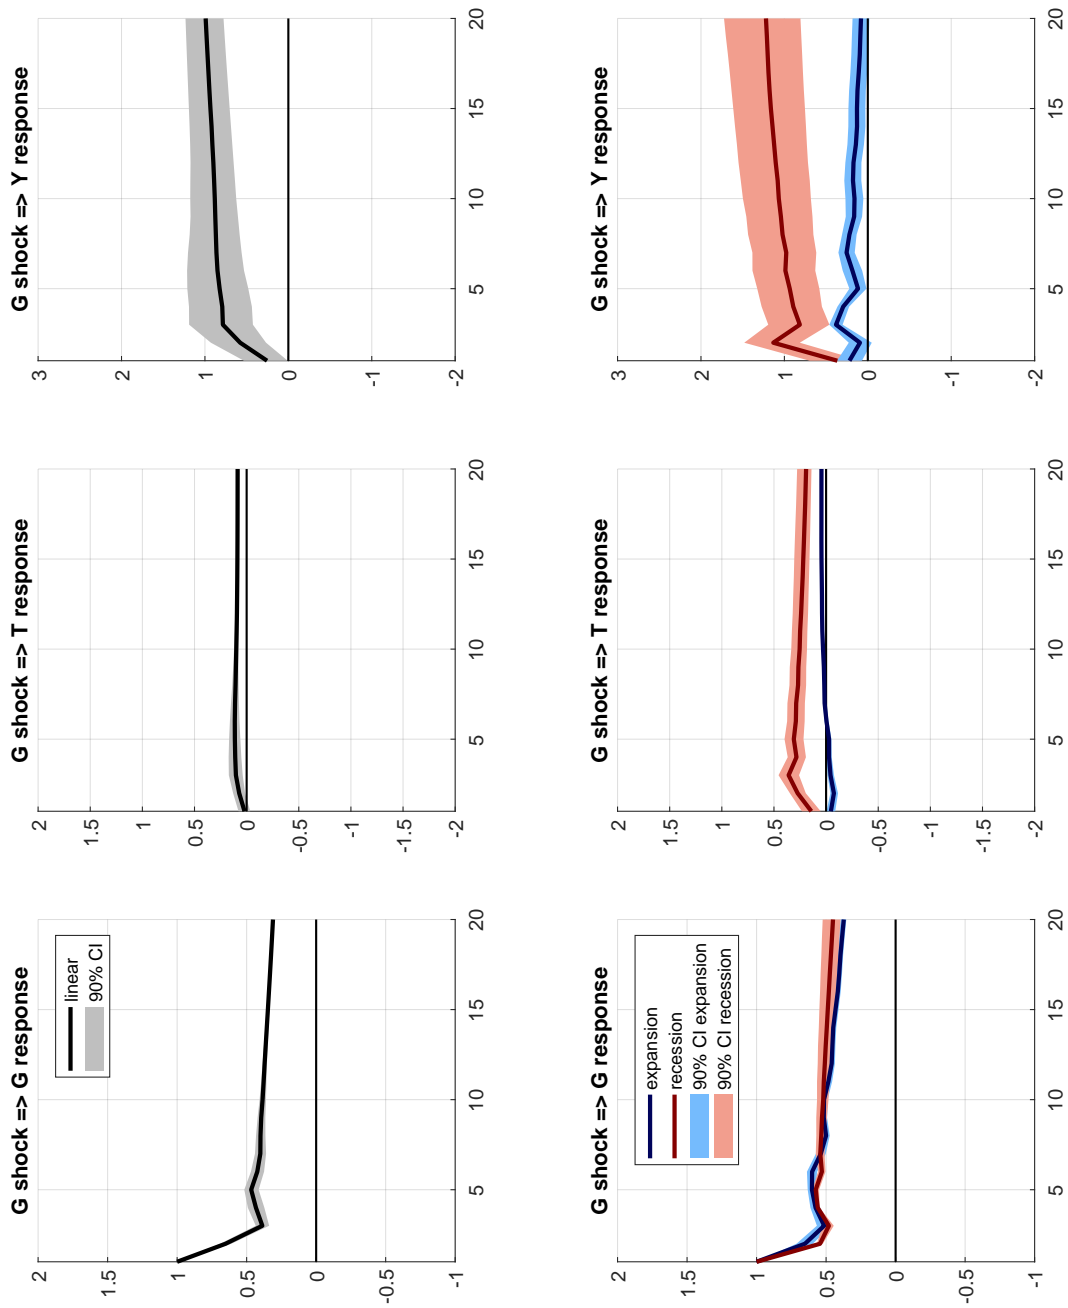 G shock => G response
linear
90% CI
2
1.5
1
0.5
0
-0.5
-1
5 10 15 20
G shock => T response
2
1.5
1
0.5
0
-0.5
-1
-1.5
-2
5 10 15 20
G shock => Y response
3
2
1
0
-1
-2
5 10 15 20
G shock => G response
expansion
recession
90% CI expansion
90% CI recession
2
1.5
1
0.5
0
-0.5
-1
5 10 15 20
G shock => T response
2
1.5
1
0.5
0
-0.5
-1
-1.5
-2
5 10 15 20
G shock => Y response
3
2
1
0
-1
-2
5 10 15 20